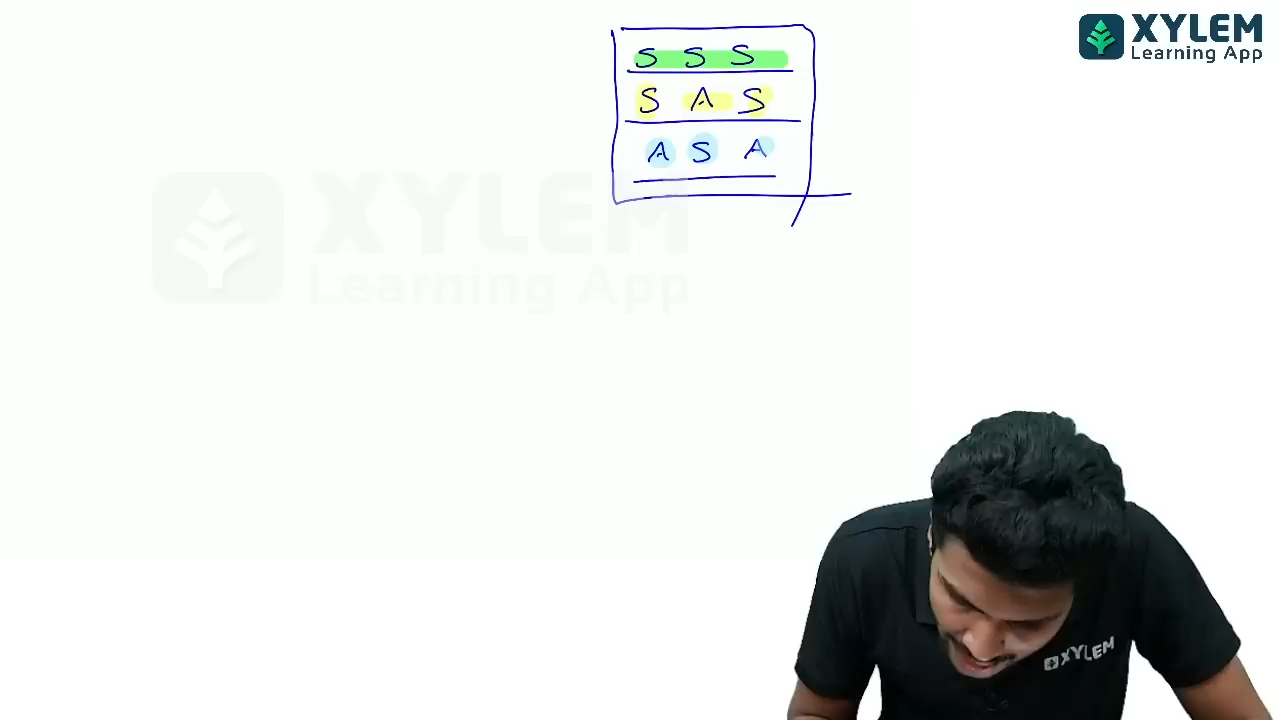 XYLEM
Learning App
S S S
S A S
A S A
XYLEM
Learning App
XYLEM